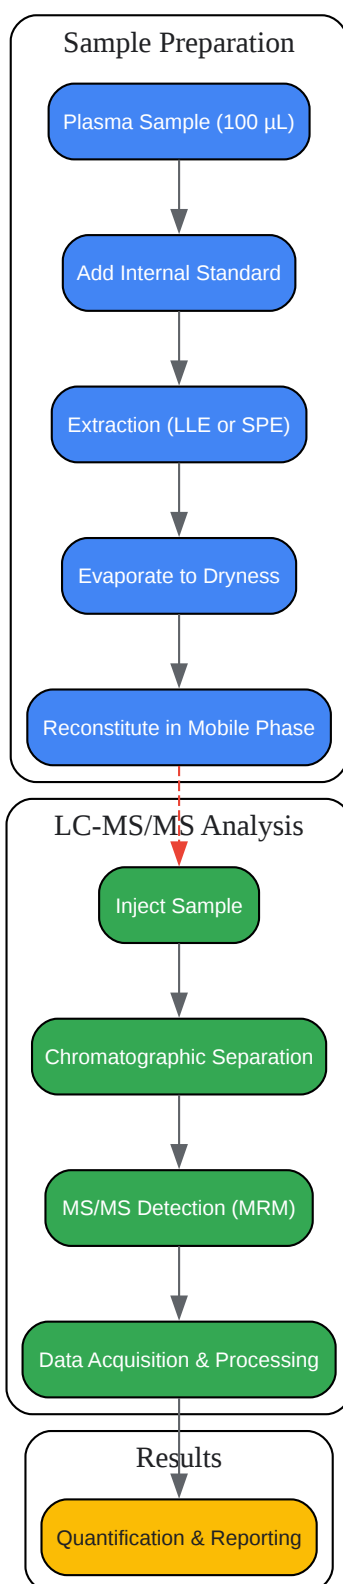 Sample Preparation
Plasma Sample (100 µL)
Add Internal Standard
Extraction (LLE or SPE)
Evaporate to Dryness
Reconstitute in Mobile Phase
LC-MS/MS Analysis
Inject Sample
Chromatographic Separation
MS/MS Detection (MRM)
Data Acquisition & Processing
Results
Quantification & Reporting